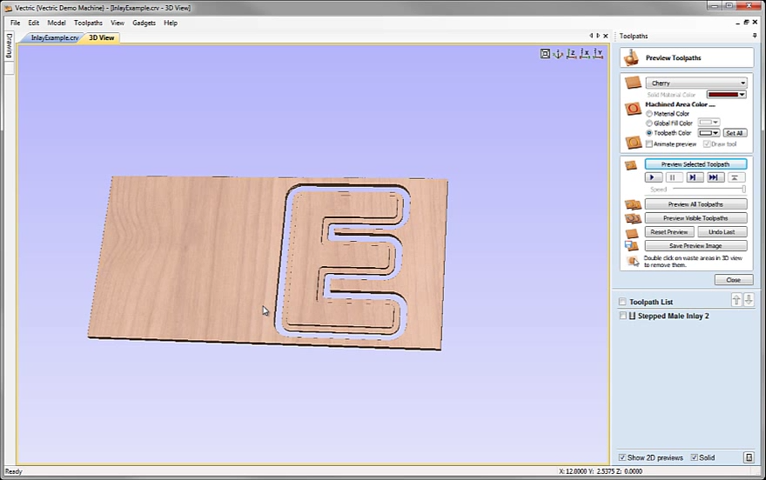 Vectric {Vectric Demo Machine} - [InlayExample.crv - 3D View]
File Edit Model Toolpaths View Gadgets Help
InlayExample.crv 3D View
Drawing
Toolpaths
Preview Toolpaths
Cherry
Solid Material Color
Machined Area Color ...
Material Color
Global Fill Color
Toolpath Color Set All
Animate preview Draw tool
Preview Selected Toolpath
Speed
Preview All Toolpaths
Preview Visible Toolpaths
Reset Preview Undo Last
Save Preview Image
Double click on waste areas in 3D view
to remove them.
Close
Toolpath List
Stepped Male Inlay 2
Show 2D previews Solid
Ready
X: 12.0000 Y: 2.5375 Z: 0.0000